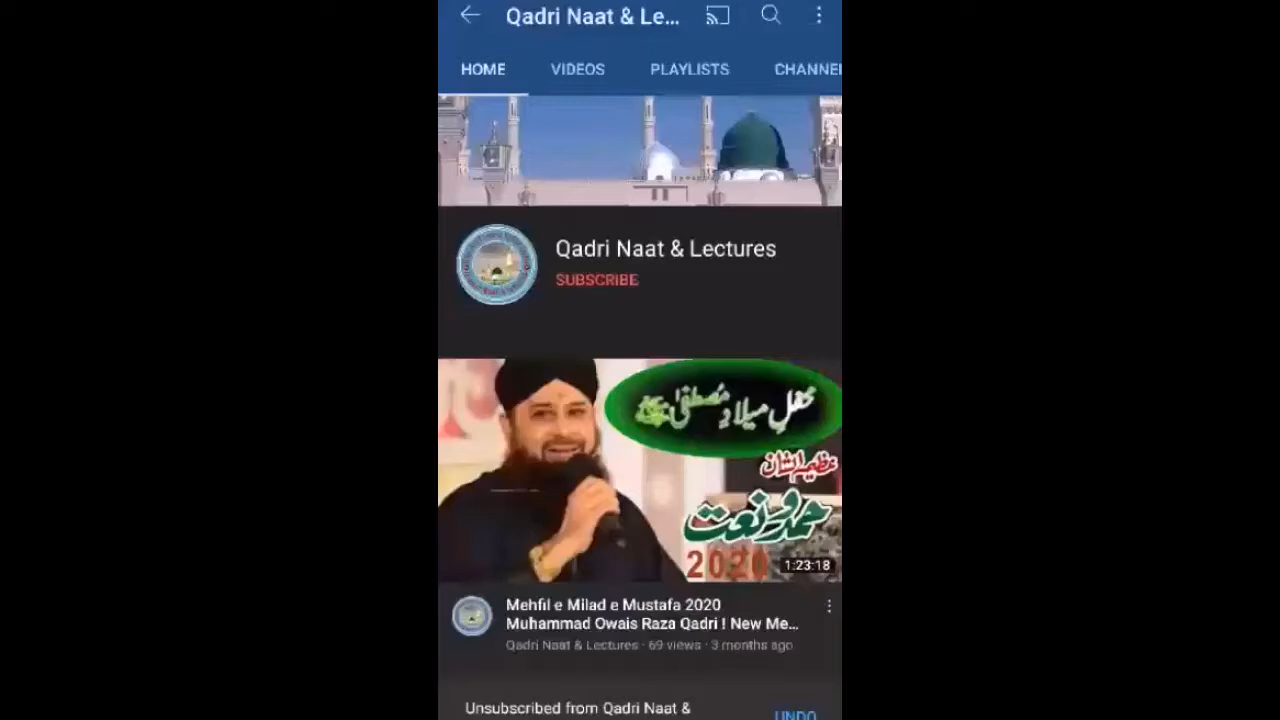 Qadri Naat & Le...
HOME VIDEOS PLAYLISTS CHANNEL
Qadri Naat & Lectures
SUBSCRIBE
محفلِ میلادِ مصطفیٰ ﷺ
عظیم الشان
حمد و نعت
2020
1:23:18
Mehfil e Milad e Mustafa 2020
Muhammad Owais Raza Qadri ! New Me...
Qadri Naat & Lectures · 69 views · 3 months ago
Unsubscribed from Qadri Naat &
UNDO